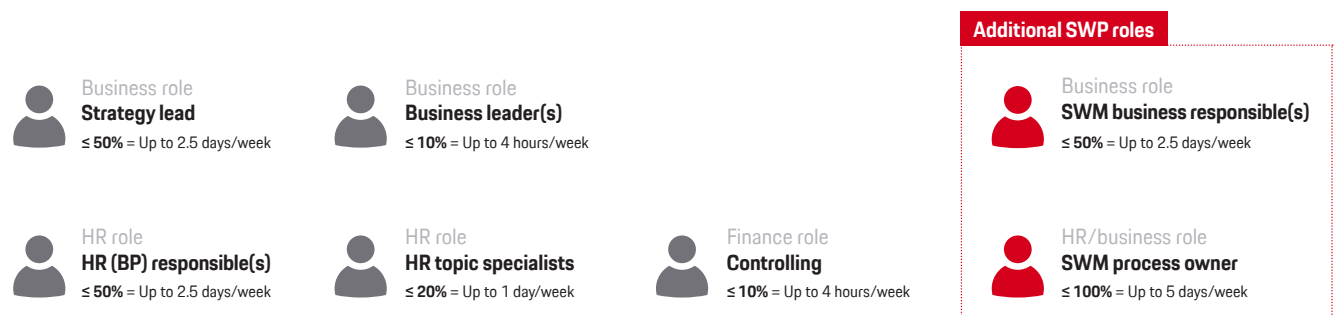 Additional SWP roles
Business role
Strategy lead
≤ 50% = Up to 2.5 days/week
Business role
Business leader(s)
≤ 10% = Up to 4 hours/week
Business role
SWM business responsible(s)
≤ 50% = Up to 2.5 days/week
HR role
HR (BP) responsible(s)
≤ 50% = Up to 2.5 days/week
HR role
HR topic specialists
≤ 20% = Up to 1 day/week
Finance role
Controlling
≤ 10% = Up to 4 hours/week
HR/business role
SWM process owner
≤ 100% = Up to 5 days/week